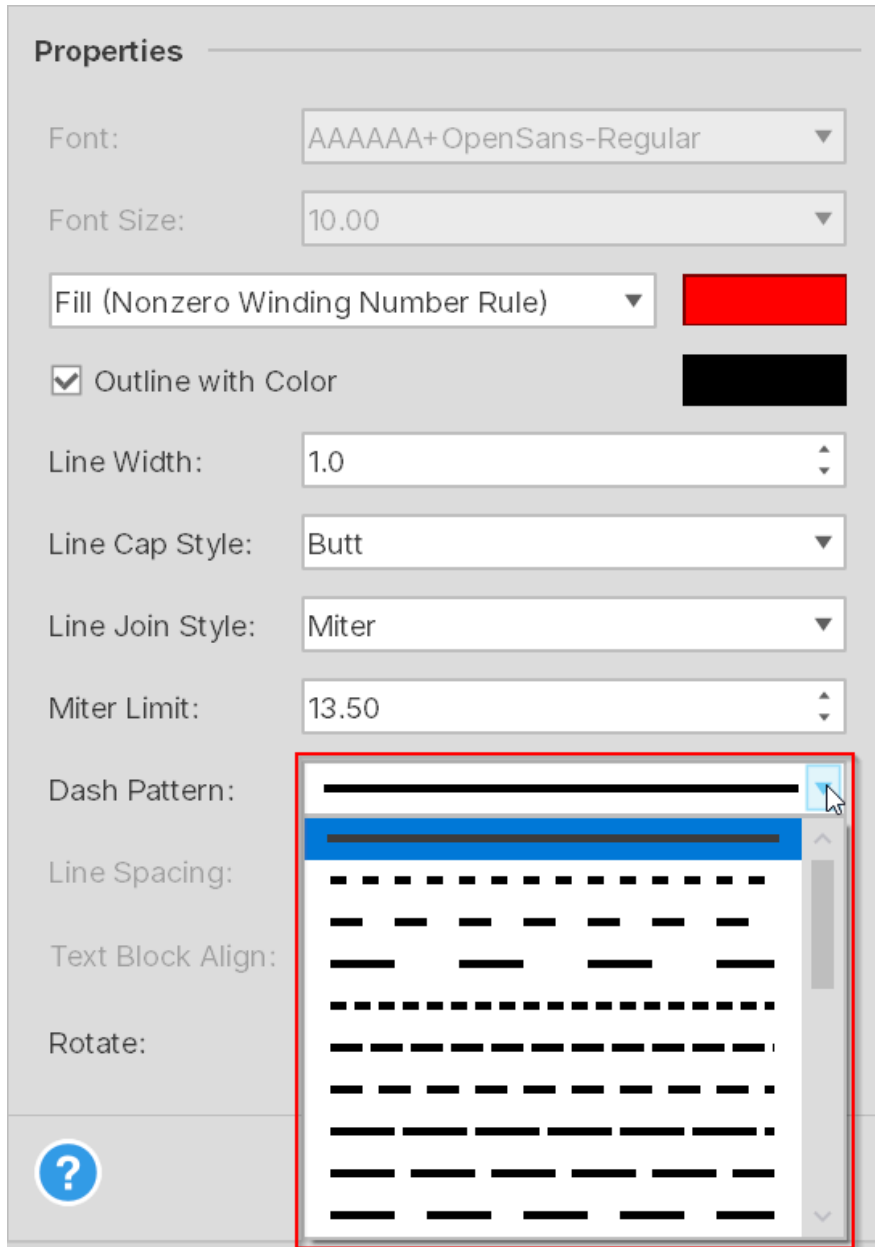 Properties
Font: AAAAAA+OpenSans-Regular
Font Size: 10.00
Fill (Nonzero Winding Number Rule)
Outline with Color
Line Width: 1.0
Line Cap Style: Butt
Line Join Style: Miter
Miter Limit: 13.50
Dash Pattern:
Line Spacing:
Text Block Align:
Rotate:
?